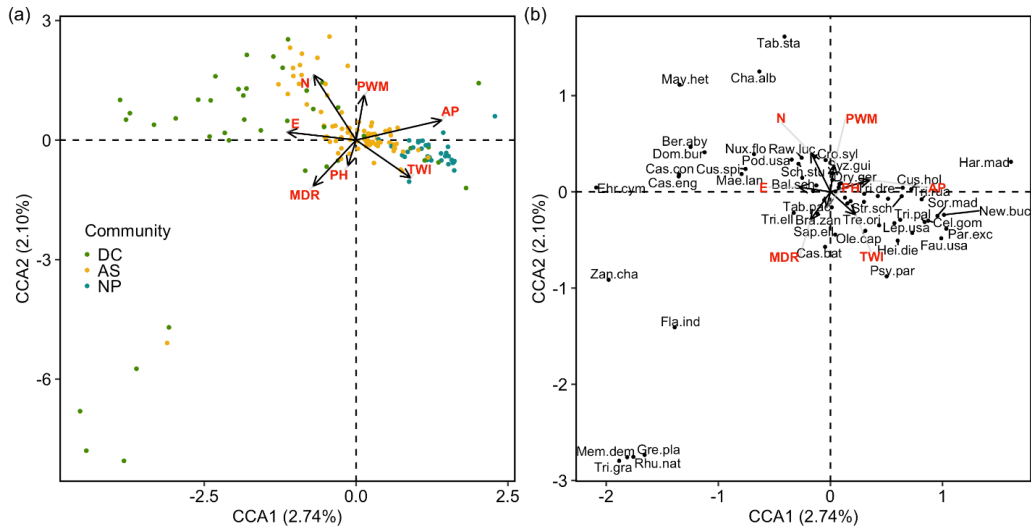 (a)
(b)
3
0
-3
-6
-2.5
0.0
2.5
CCA1 (2.74%)
CCA2 (2.10%)
N
PWM
AP
E
PH
TWI
MDR
Community
DC
AS
NP
1
0
-1
-2
-3
-2
-1
0
1
CCA1 (2.74%)
CCA2 (2.10%)
Tab.sta
Cha.alb
May.het
N
PWM
Ber.aby
Dom.bur
Nux.flo
Raw.luc
Cro.syl
Pod.usa
Syz.gui
Har.mad
Cas.gon
Cas.eng
Cus.spi
Mae.lan
Sch.stu
Dry.ger
Cus.hol
Ehr.cym
E
Bal.sch
PH
Tri.dre
Tri.rua
AP
Tab.pac
Str.sch
Sor.mad
New.buc
Tri.ell
Bra.zan
Tre.ori
Tri.pal
Cel.gom
Sap.ell
Lep.usa
Par.exc
Ole.cap
Hei.die
Fau.usa
Cas.bat
MDR
TWI
Psy.par
Zan.cha
Fla.ind
Mem.dem
Gre.pla
Tri.gra
Rhu.nat